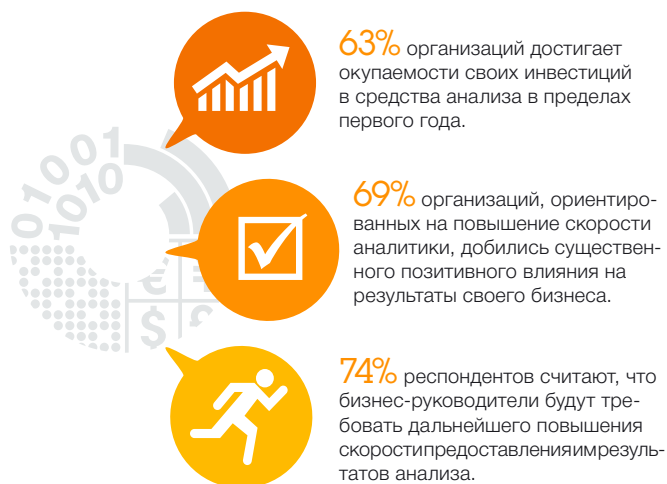 63% организаций достигает
окупаемости своих инвестиций
в средства анализа в пределах
первого года.
01001
1010
69% организаций, ориентиро-
ванных на повышение скорости
аналитики, добились существен-
ного позитивного влияния на
результаты своего бизнеса.
€
$ £
74% респондентов считают, что
бизнес-руководители будут тре-
бовать дальнейшего повышения
скоростипредоставленияимрезуль-
татов анализа.